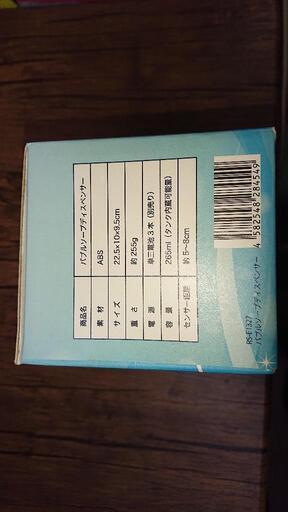 商品名 バブルソープディスペンサー
素材 ABS
サイズ 22.5×10×9.5cm
重さ 約255g
電源 単三電池3本(別売り)
容量 265ml(タンク内蔵可能量)
センサー距離 約5~8cm
RS-E1327
バブルソープディスペンサー
4 582548 284549